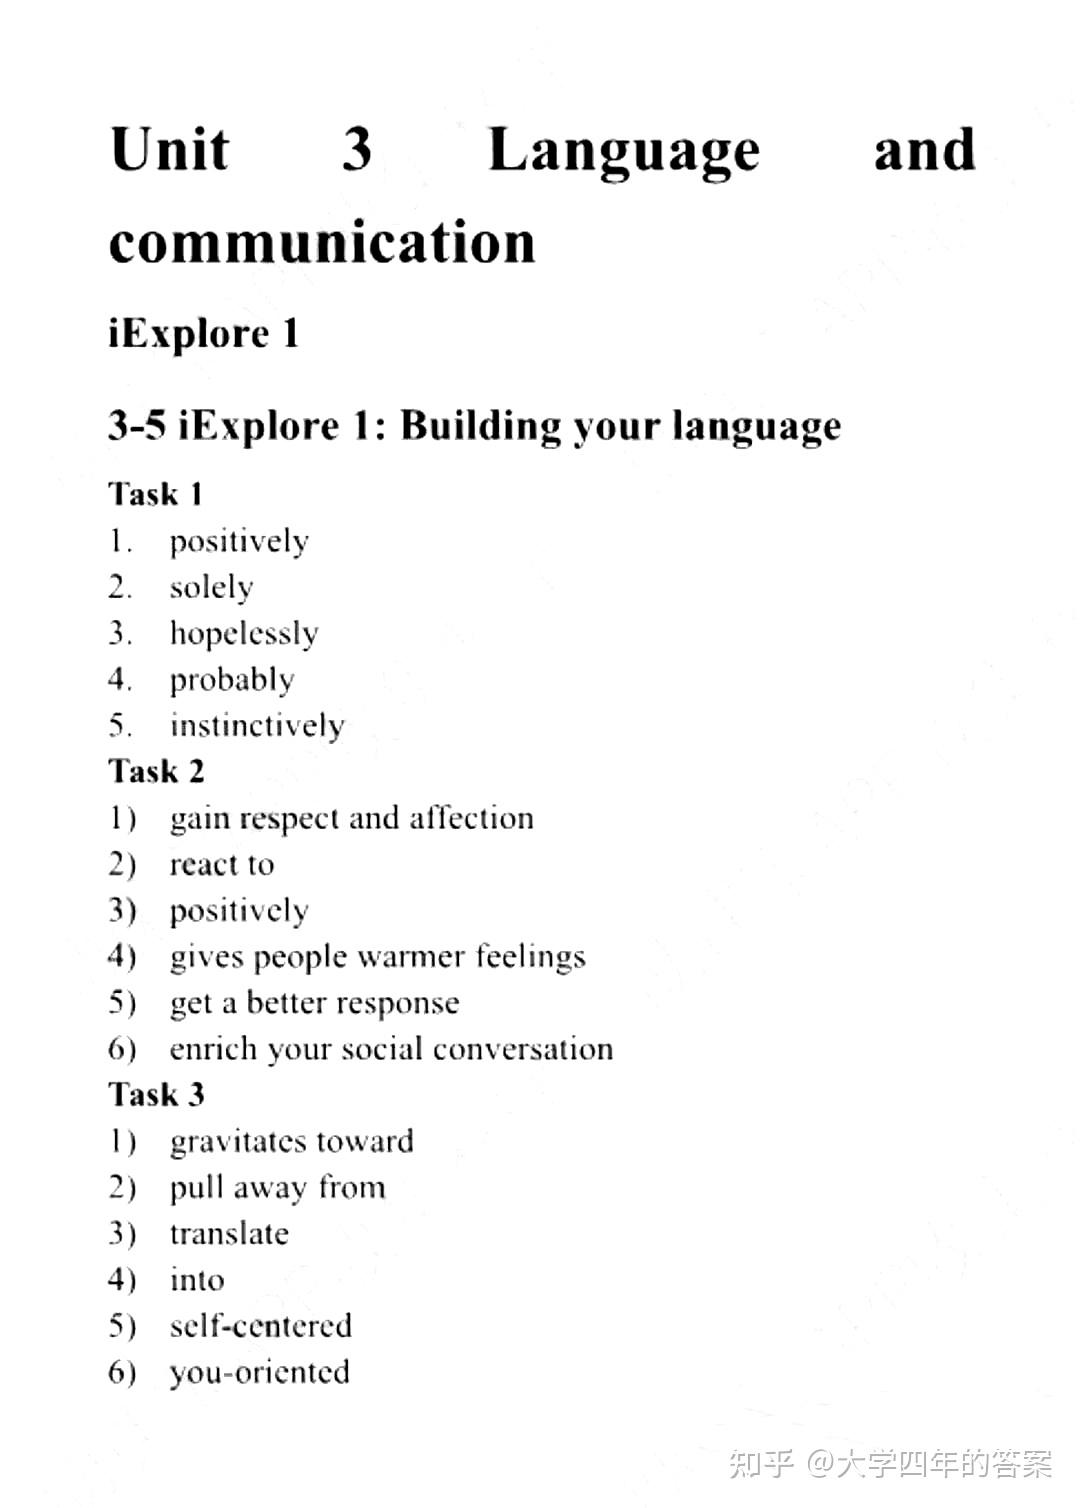 Unit 3 Language and
communication
iExplore 1
3-5 iExplore 1: Building your language
Task 1
1. positively
2. solely
3. hopelessly
4. probably
5. instinctively
Task 2
1) gain respect and affection
2) react to
3) positively
4) gives people warmer feelings
5) get a better response
6) enrich your social conversation
Task 3
1) gravitates toward
2) pull away from
3) translate
4) into
5) self-centered
6) you-oriented
知乎 @大学四年的答案